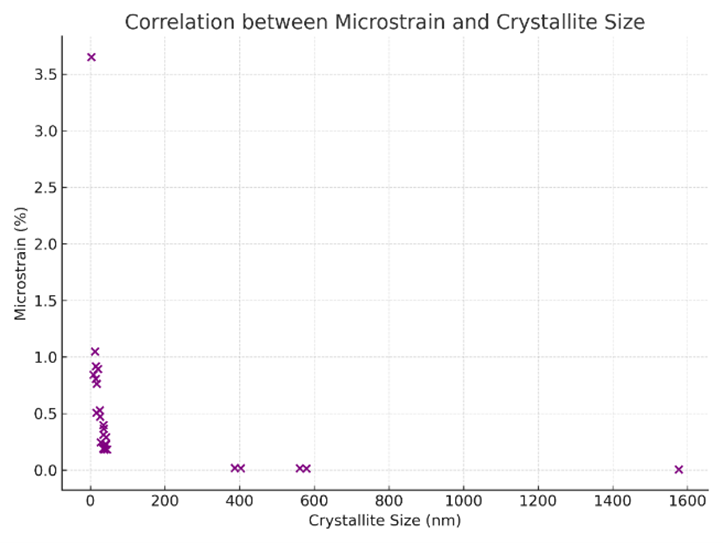 Correlation between Microstrain and Crystallite Size
3.5
3.0
2.5
2.0
1.5
1.0
0.5
0.0
Microstrain (%)
0 200 400 600 800 1000 1200 1400 1600
Crystallite Size (nm)